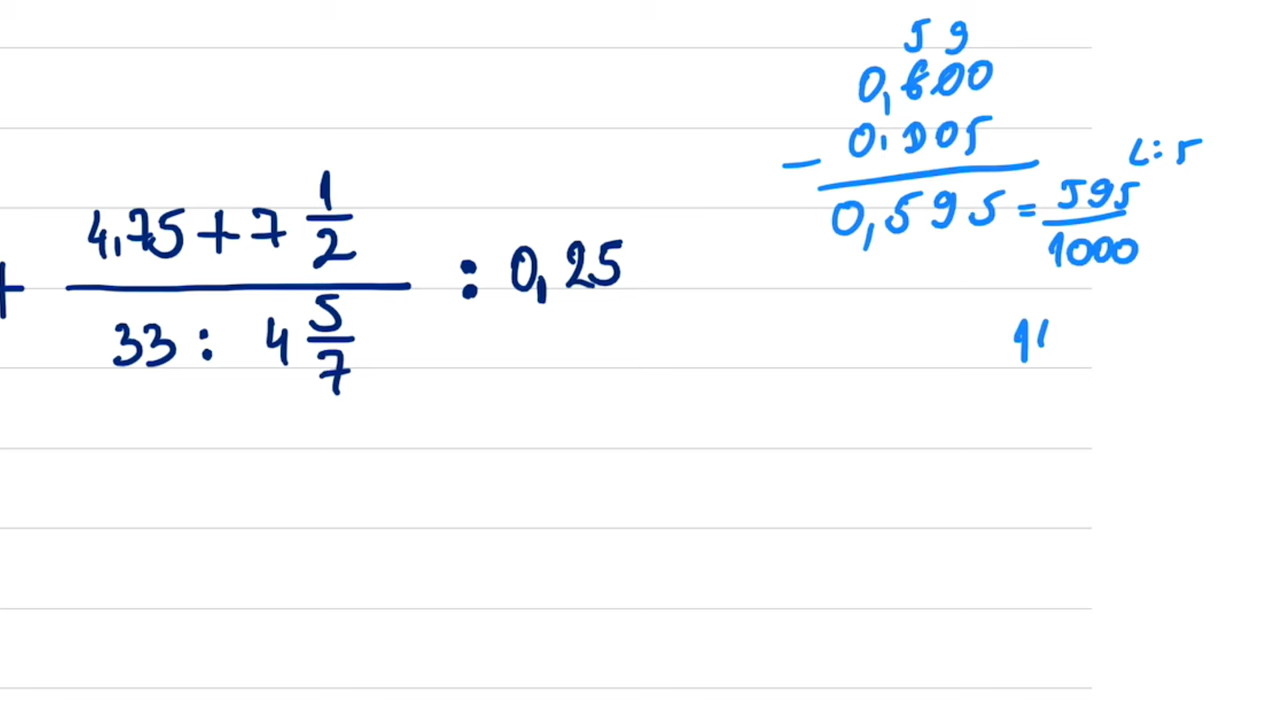 + (4,75 + 7 1/2) / (33 : 4 5/7) : 0,25
5 9
0,600
− 0,005
0,595 = 595/1000 L:5